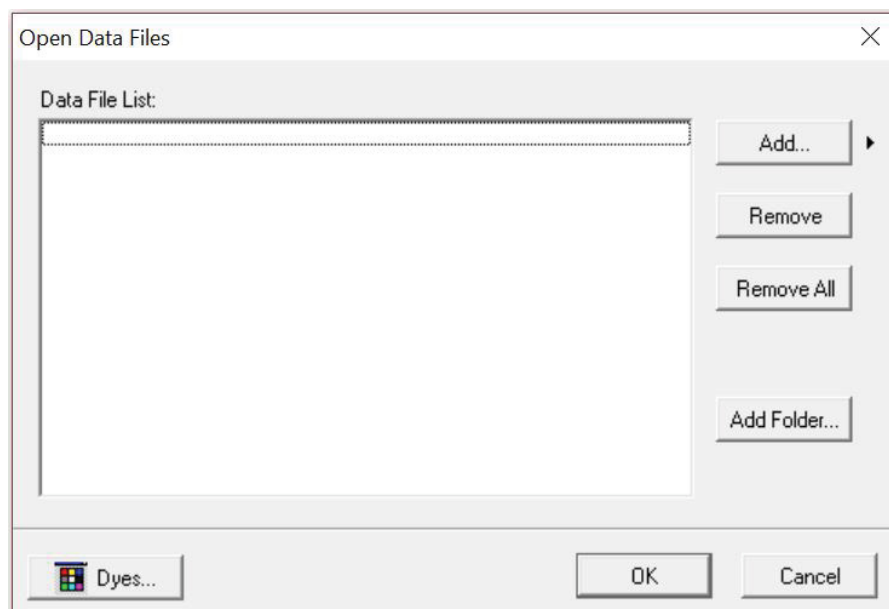 Open Data Files
Data File List:
Add...
Remove
Remove All
Add Folder...
Dyes...
OK
Cancel